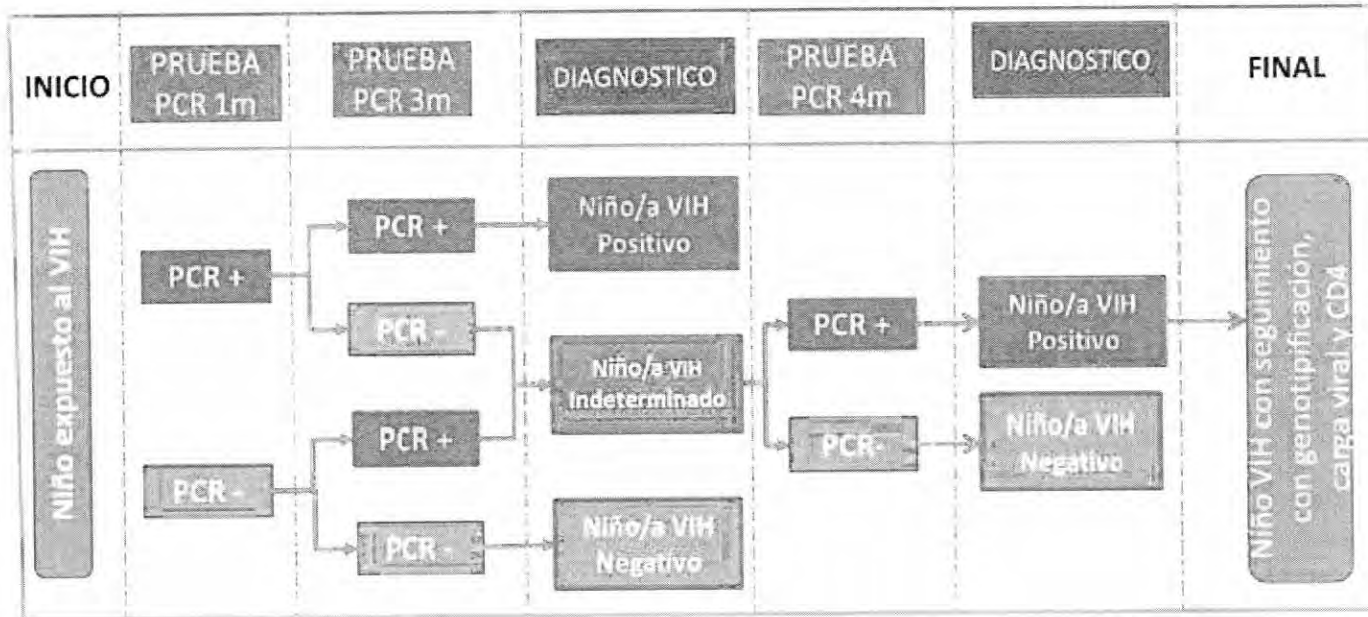 INICIO
PRUEBA
PCR 1m
PRUEBA
PCR 3m
DIAGNOSTICO
PRUEBA
PCR 4m
DIAGNOSTICO
FINAL
Niño expuesto al VIH
PCR +
PCR -
PCR +
PCR -
PCR +
PCR -
Niño/a VIH
Positivo
Niño/a VIH
Indeterminado
Niño/a VIH
Negativo
PCR +
PCR-
Niño/a VIH
Positivo
Niño/a VIH
Negativo
Niño VIH con seguimiento
con genotipificación,
carga viral y CD4